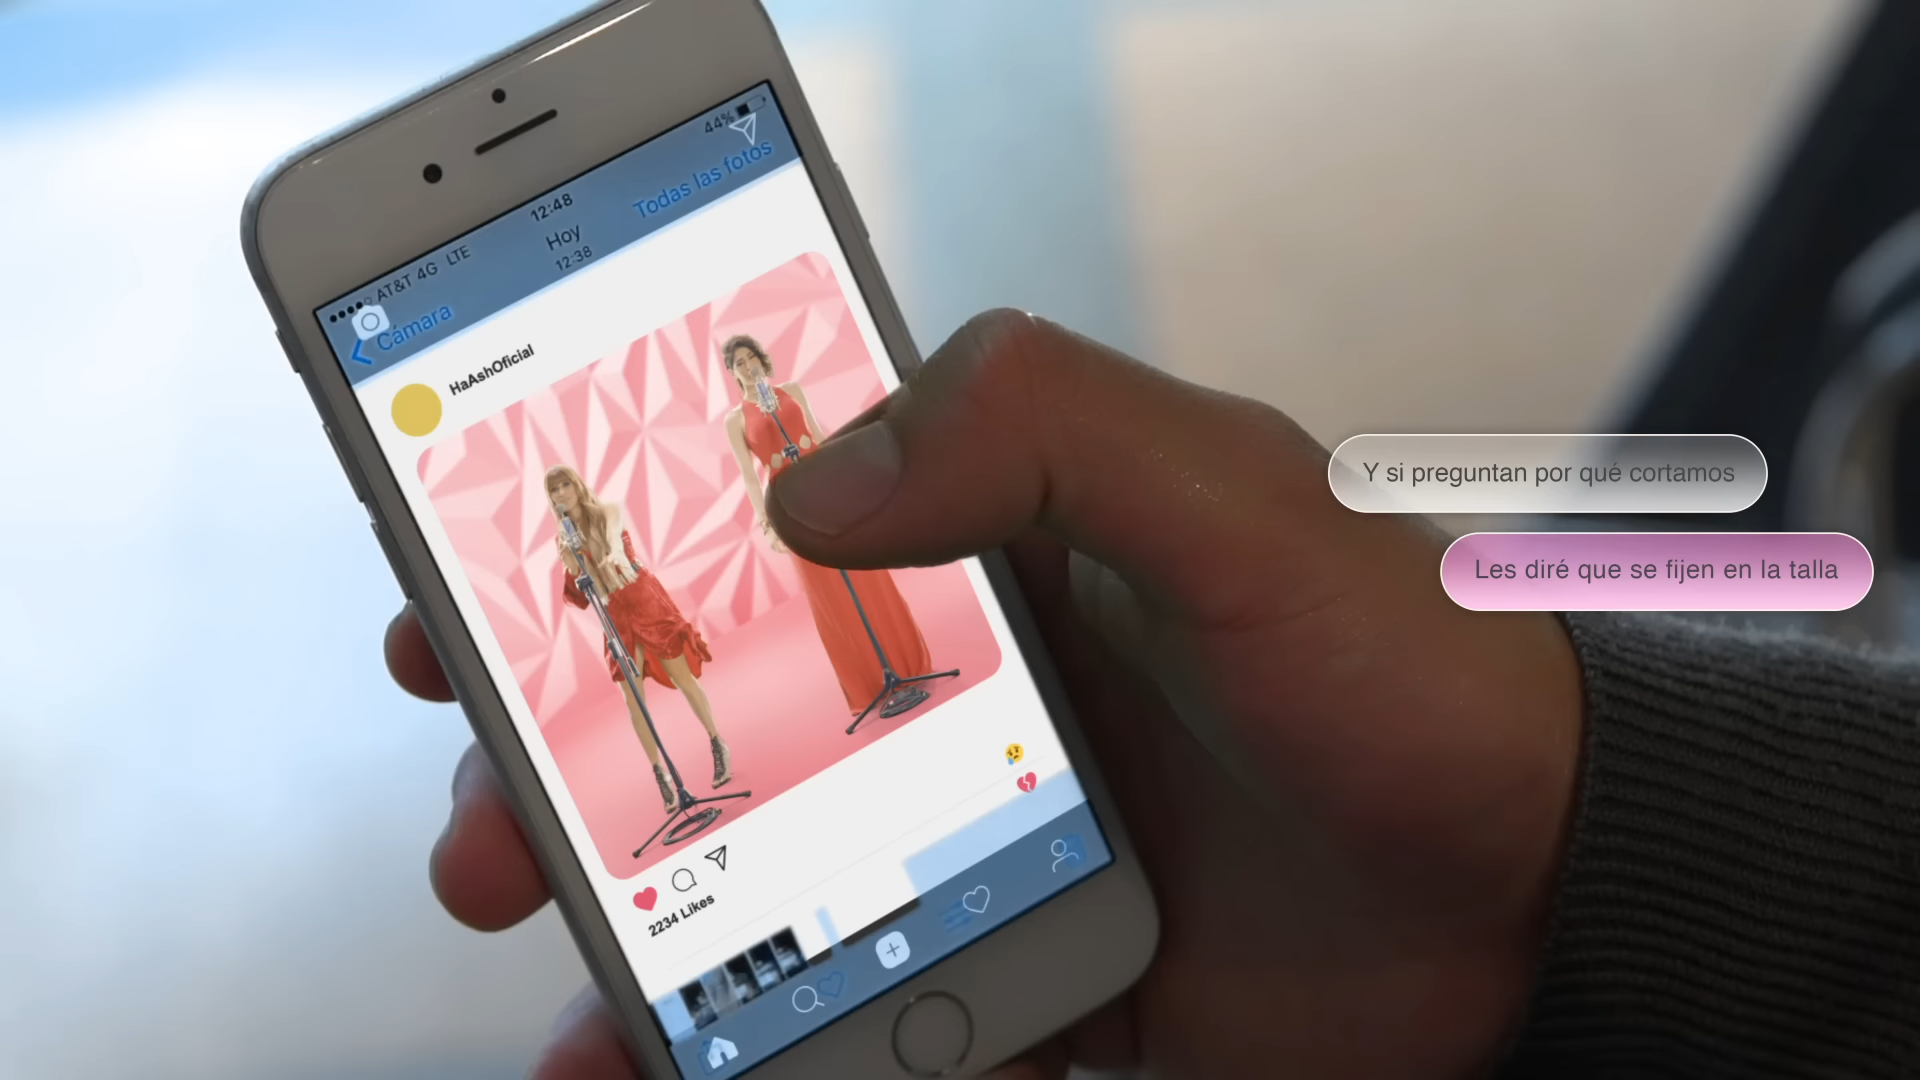 AT&T 4G LTE
12:48
44%
Cámara
Hoy
12:38
Todas las fotos
HaAshOficial
2234 Likes
Y si preguntan por qué cortamos
Les diré que se fijen en la talla